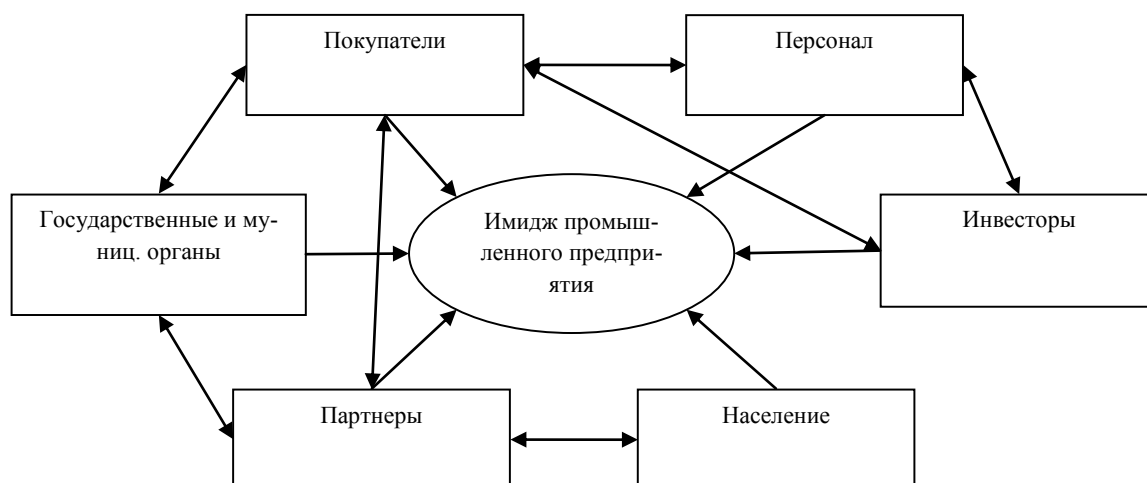 Покупатели
Персонал
Государственные и му-
ниц. органы
Имидж промыш-
ленного предпри-
ятия
Инвесторы
Партнеры
Население